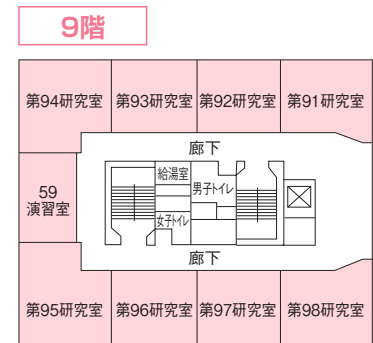 9階
第94研究室
第93研究室
第92研究室
第91研究室
廊下
給湯室
男子トイレ
59
演習室
女子トイレ
廊下
第95研究室
第96研究室
第97研究室
第98研究室